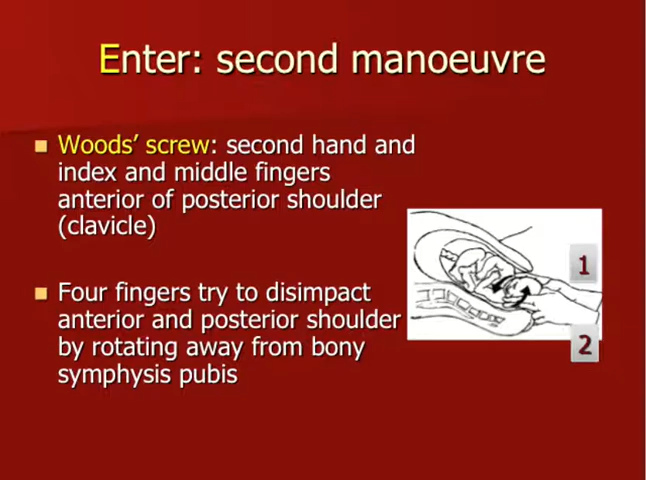 Enter: second manoeuvre
Woods’ screw: second hand and
index and middle fingers
anterior of posterior shoulder
(clavicle)
1
Four fingers try to disimpact
anterior and posterior shoulder
by rotating away from bony
symphysis pubis
2